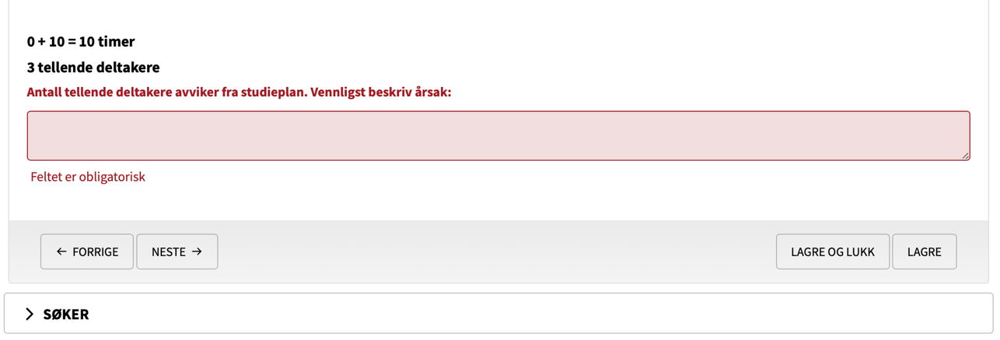 0 + 10 = 10 timer
3 tellende deltakere
Antall tellende deltakere avviker fra studieplan. Vennligst beskriv årsak:
Feltet er obligatorisk
← FORRIGE NESTE → LAGRE OG LUKK LAGRE
SØKER